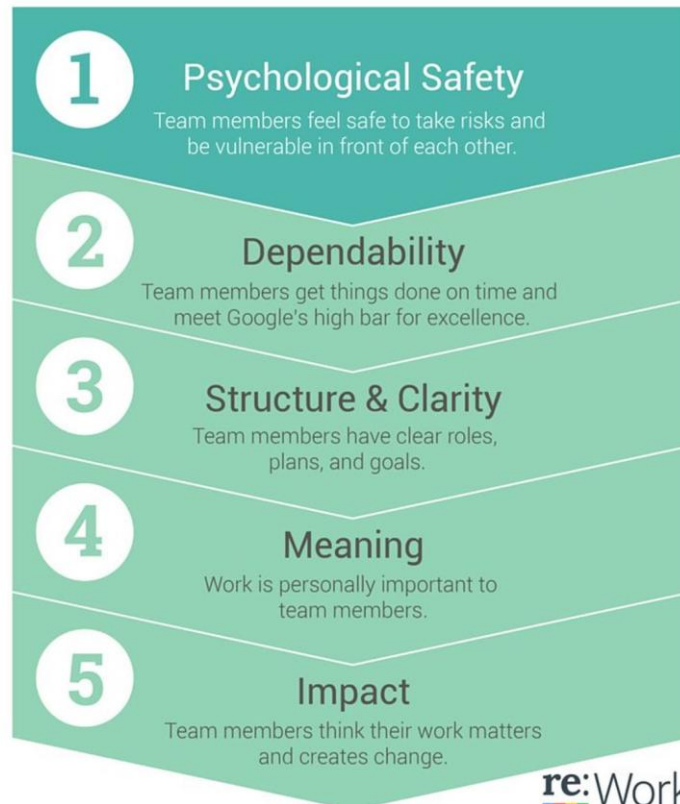 1
Psychological Safety
Team members feel safe to take risks and
be vulnerable in front of each other.
2
Dependability
Team members get things done on time and
meet Google's high bar for excellence.
3
Structure & Clarity
Team members have clear roles,
plans, and goals.
4
Meaning
Work is personally important to
team members.
5
Impact
Team members think their work matters
and creates change.
re:Work